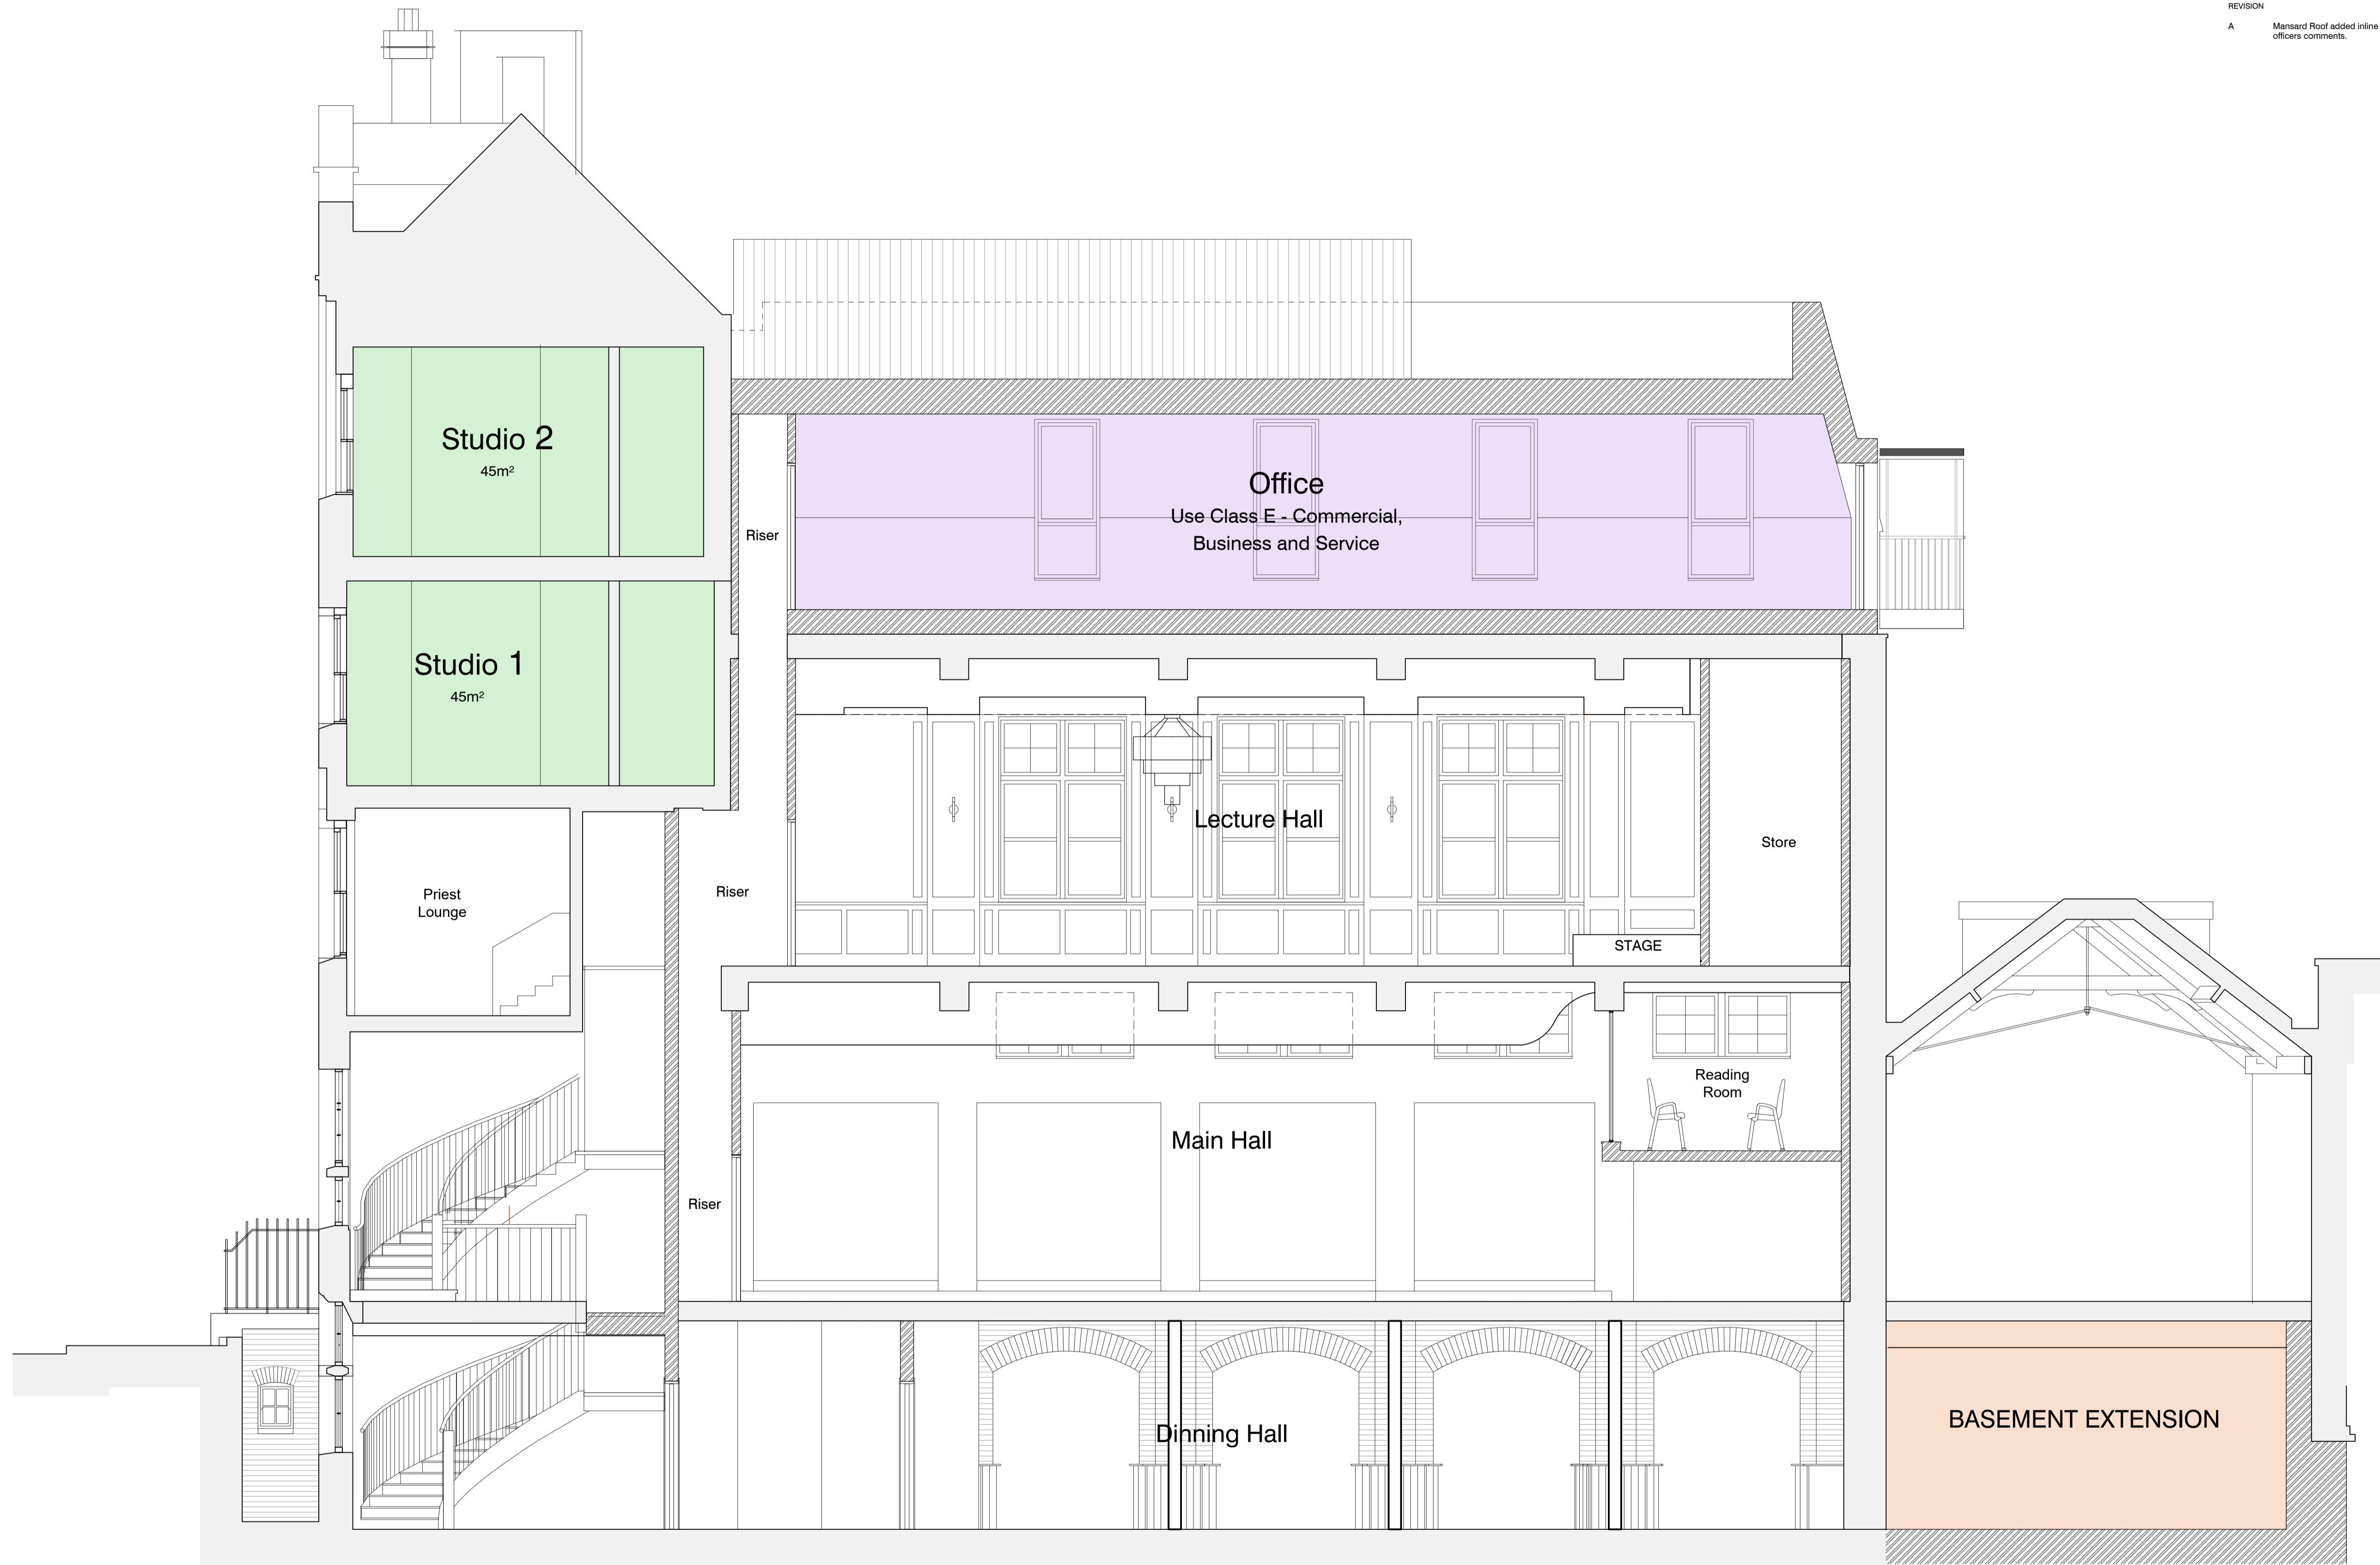 REVISION
A Mansard Roof added inline
officers comments.
Studio 2
45m²
Office
Use Class E - Commercial,
Business and Service
Riser
Studio 1
45m²
Lecture Hall
Store
Riser
Priest
Lounge
STAGE
Reading
Room
Main Hall
Riser
Dinning Hall
BASEMENT EXTENSION